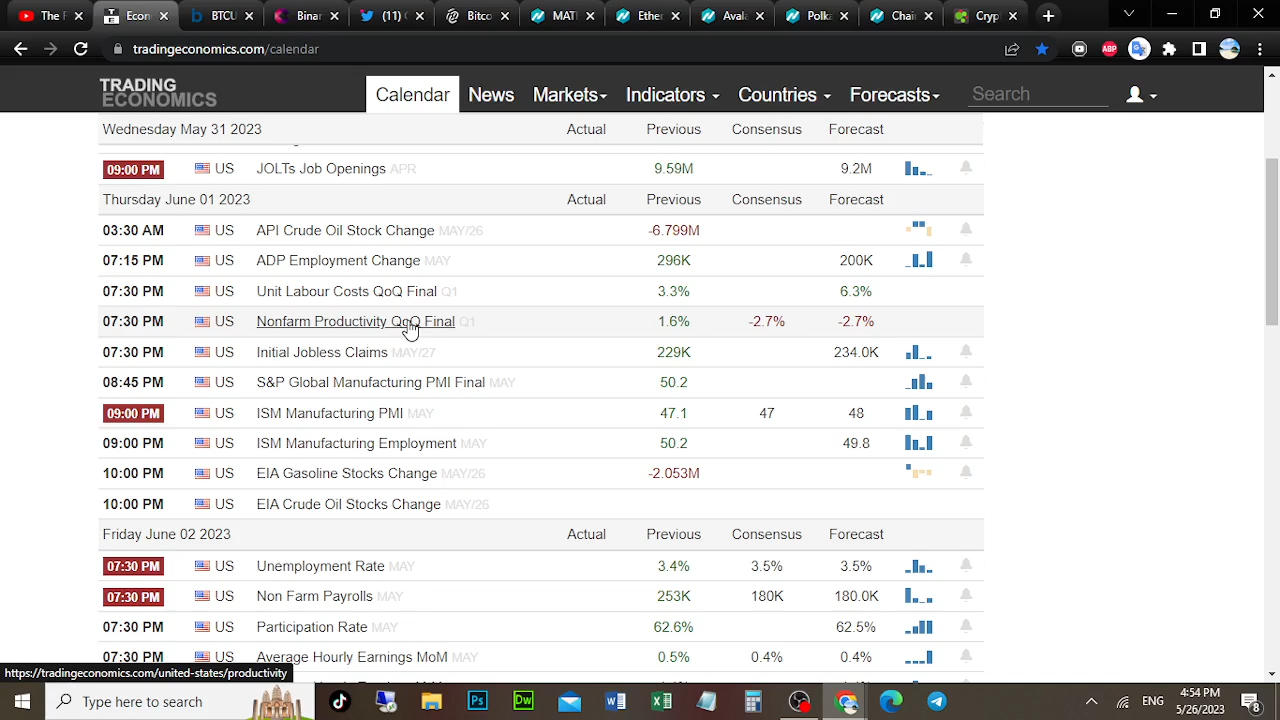 The Econ BTCU Binar (11) Bitco MATI Ether Avala Polka Chair Cryp
tradingeconomics.com/calendar ABP
TRADING
ECONOMICS
Calendar News Markets Indicators Countries Forecasts Search
Wednesday May 31 2023 Actual Previous Consensus Forecast
09:00 PM US JOLTs Job Openings APR 9.59M 9.2M
Thursday June 01 2023 Actual Previous Consensus Forecast
03:30 AM US API Crude Oil Stock Change MAY/26 -6.799M
07:15 PM US ADP Employment Change MAY 296K 200K
07:30 PM US Unit Labour Costs QoQ Final Q1 3.3% 6.3%
07:30 PM US Nonfarm Productivity QoQ Final Q1 1.6% -2.7% -2.7%
07:30 PM US Initial Jobless Claims MAY/27 229K 234.0K
08:45 PM US S&P Global Manufacturing PMI Final MAY 50.2
09:00 PM US ISM Manufacturing PMI MAY 47.1 47 48
09:00 PM US ISM Manufacturing Employment MAY 50.2 49.8
10:00 PM US EIA Gasoline Stocks Change MAY/26 -2.053M
10:00 PM US EIA Crude Oil Stocks Change MAY/26
Friday June 02 2023 Actual Previous Consensus Forecast
07:30 PM US Unemployment Rate MAY 3.4% 3.5% 3.5%
07:30 PM US Non Farm Payrolls MAY 253K 180K 180.0K
07:30 PM US Participation Rate MAY 62.6% 62.5%
07:30 PM US Average Hourly Earnings MoM MAY 0.5% 0.4% 0.4%
https://tradingeconomics.com/united-states/productivity
Type here to search Ps Dw ENG 4:54 PM
5/26/2023 8